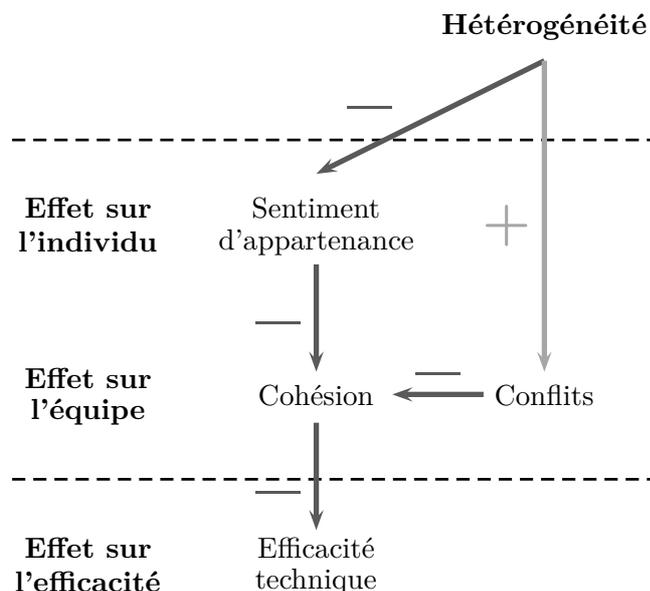 Hétérogénéité
Effet sur
l'individu
Sentiment
d'appartenance
Effet sur
l'équipe
Cohésion
Conflits
Effet sur
l'efficacité
Efficacité
technique